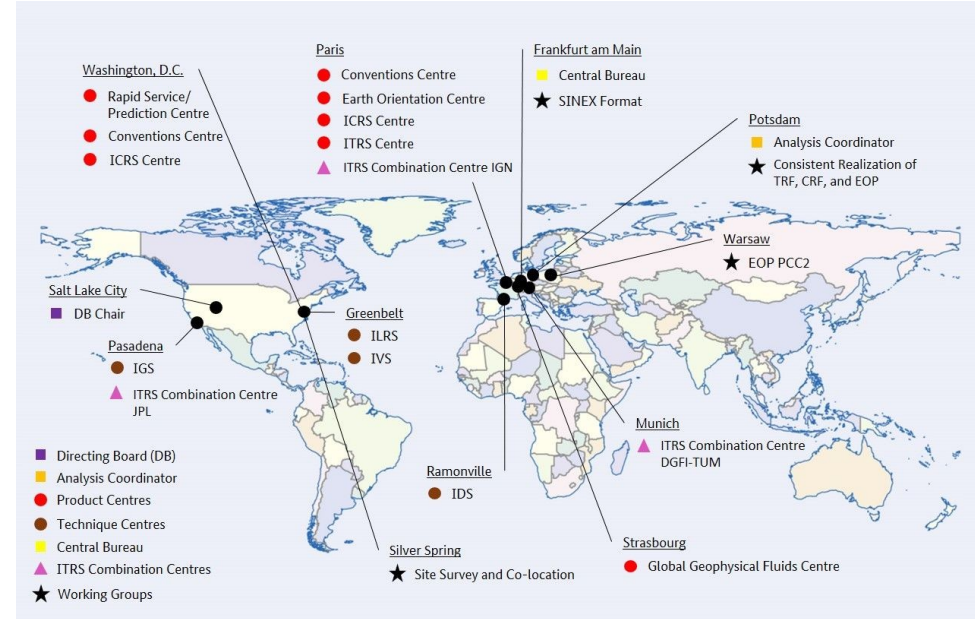 Washington, D.C.
Rapid Service/
Prediction Centre
Conventions Centre
ICRS Centre
Paris
Conventions Centre
Earth Orientation Centre
ICRS Centre
ITRS Centre
ITRS Combination Centre IGN
Frankfurt am Main
Central Bureau
SINEX Format
Potsdam
Analysis Coordinator
Consistent Realization of
TRF, CRF, and EOP
Warsaw
EOP PCC2
Salt Lake City
DB Chair
Pasadena
IGS
ITRS Combination Centre
JPL
Greenbelt
ILRS
IVS
Munich
ITRS Combination Centre
DGFI-TUM
Ramonville
IDS
Silver Spring
Site Survey and Co-location
Strasbourg
Global Geophysical Fluids Centre
Directing Board (DB)
Analysis Coordinator
Product Centres
Technique Centres
Central Bureau
ITRS Combination Centres
Working Groups